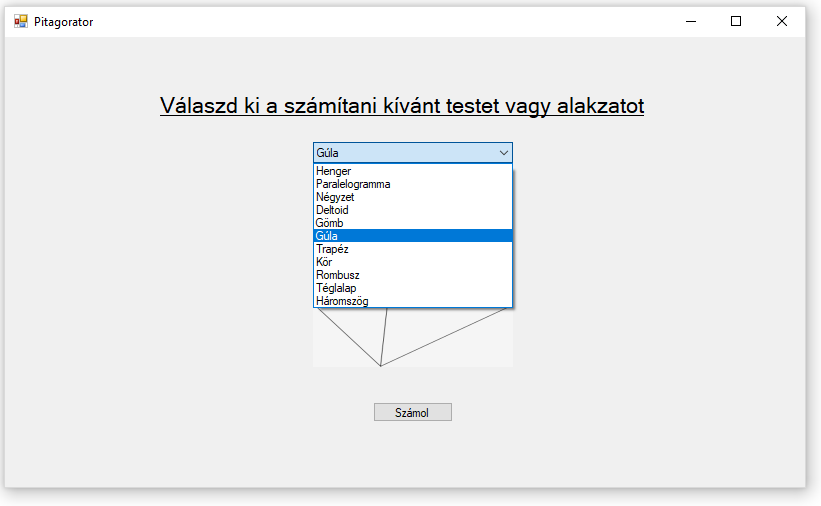 Pitagorator
Válaszd ki a számítani kívánt testet vagy alakzatot
Gúla
Henger
Paralelogramma
Négyzet
Deltoid
Gömb
Gúla
Trapéz
Kör
Rombusz
Téglalap
Háromszög
Számol